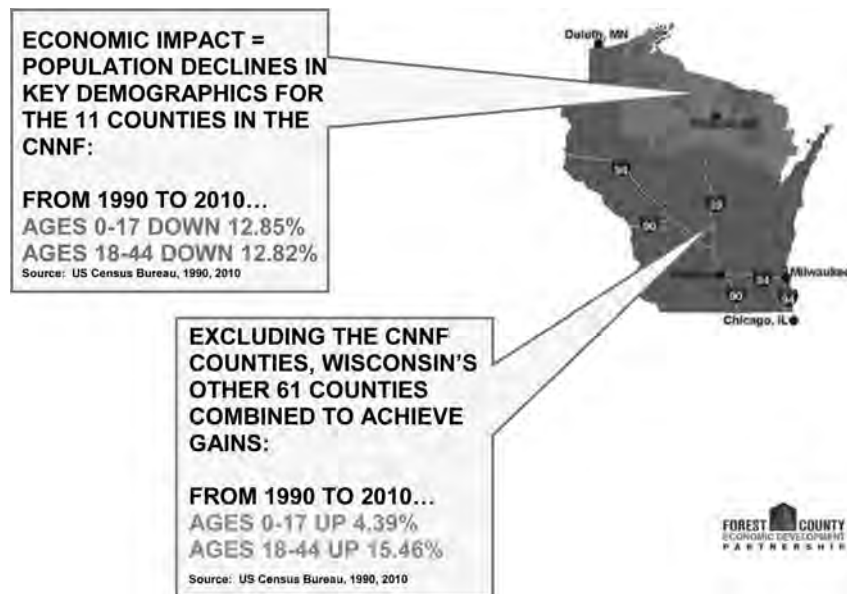 ECONOMIC IMPACT =
POPULATION DECLINES IN
KEY DEMOGRAPHICS FOR
THE 11 COUNTIES IN THE
CNNF:
FROM 1990 TO 2010...
AGES 0-17 DOWN 12.85%
AGES 18-44 DOWN 12.82%
Source: US Census Bureau, 1990, 2010
Duluth, MN
90
39
90
94
Milwaukee
90
94
Chicago, IL
EXCLUDING THE CNNF
COUNTIES, WISCONSIN'S
OTHER 61 COUNTIES
COMBINED TO ACHIEVE
GAINS:
FROM 1990 TO 2010...
AGES 0-17 UP 4.39%
AGES 18-44 UP 15.46%
Source: US Census Bureau, 1990, 2010
FOREST COUNTY
ECONOMIC DEVELOPMENT
PARTNERSHIP